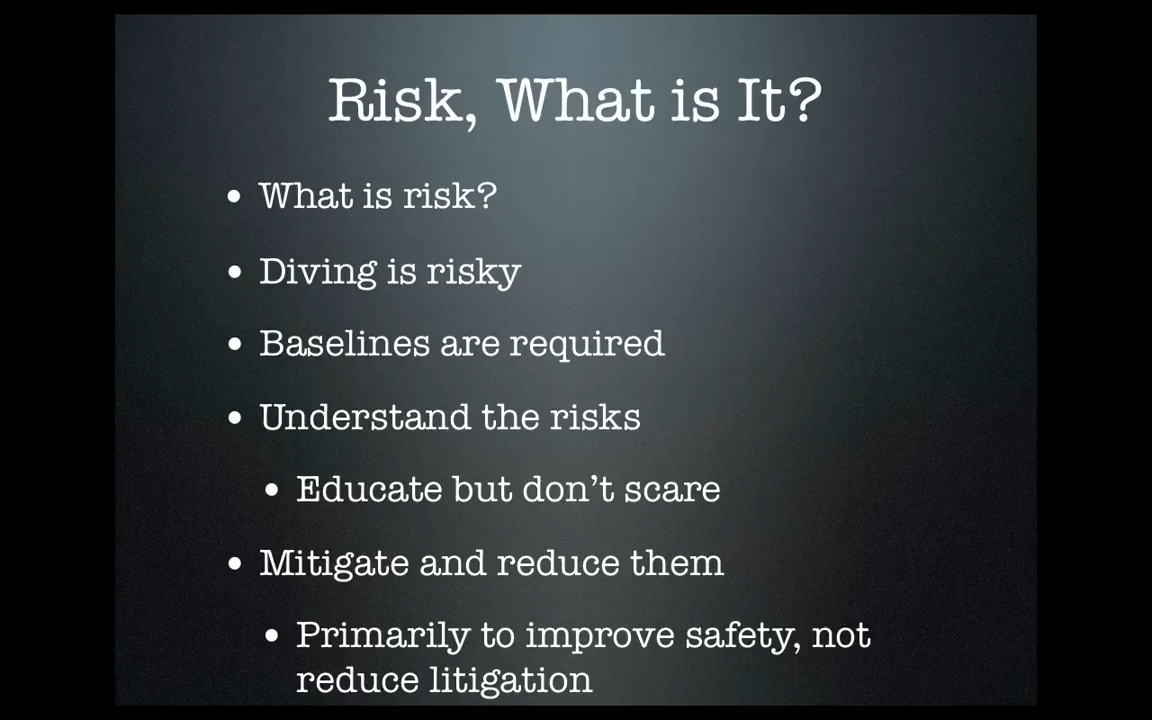 Risk, What is It?
• What is risk?
• Diving is risky
• Baselines are required
• Understand the risks
• Educate but don’t scare
• Mitigate and reduce them
• Primarily to improve safety, not
reduce litigation